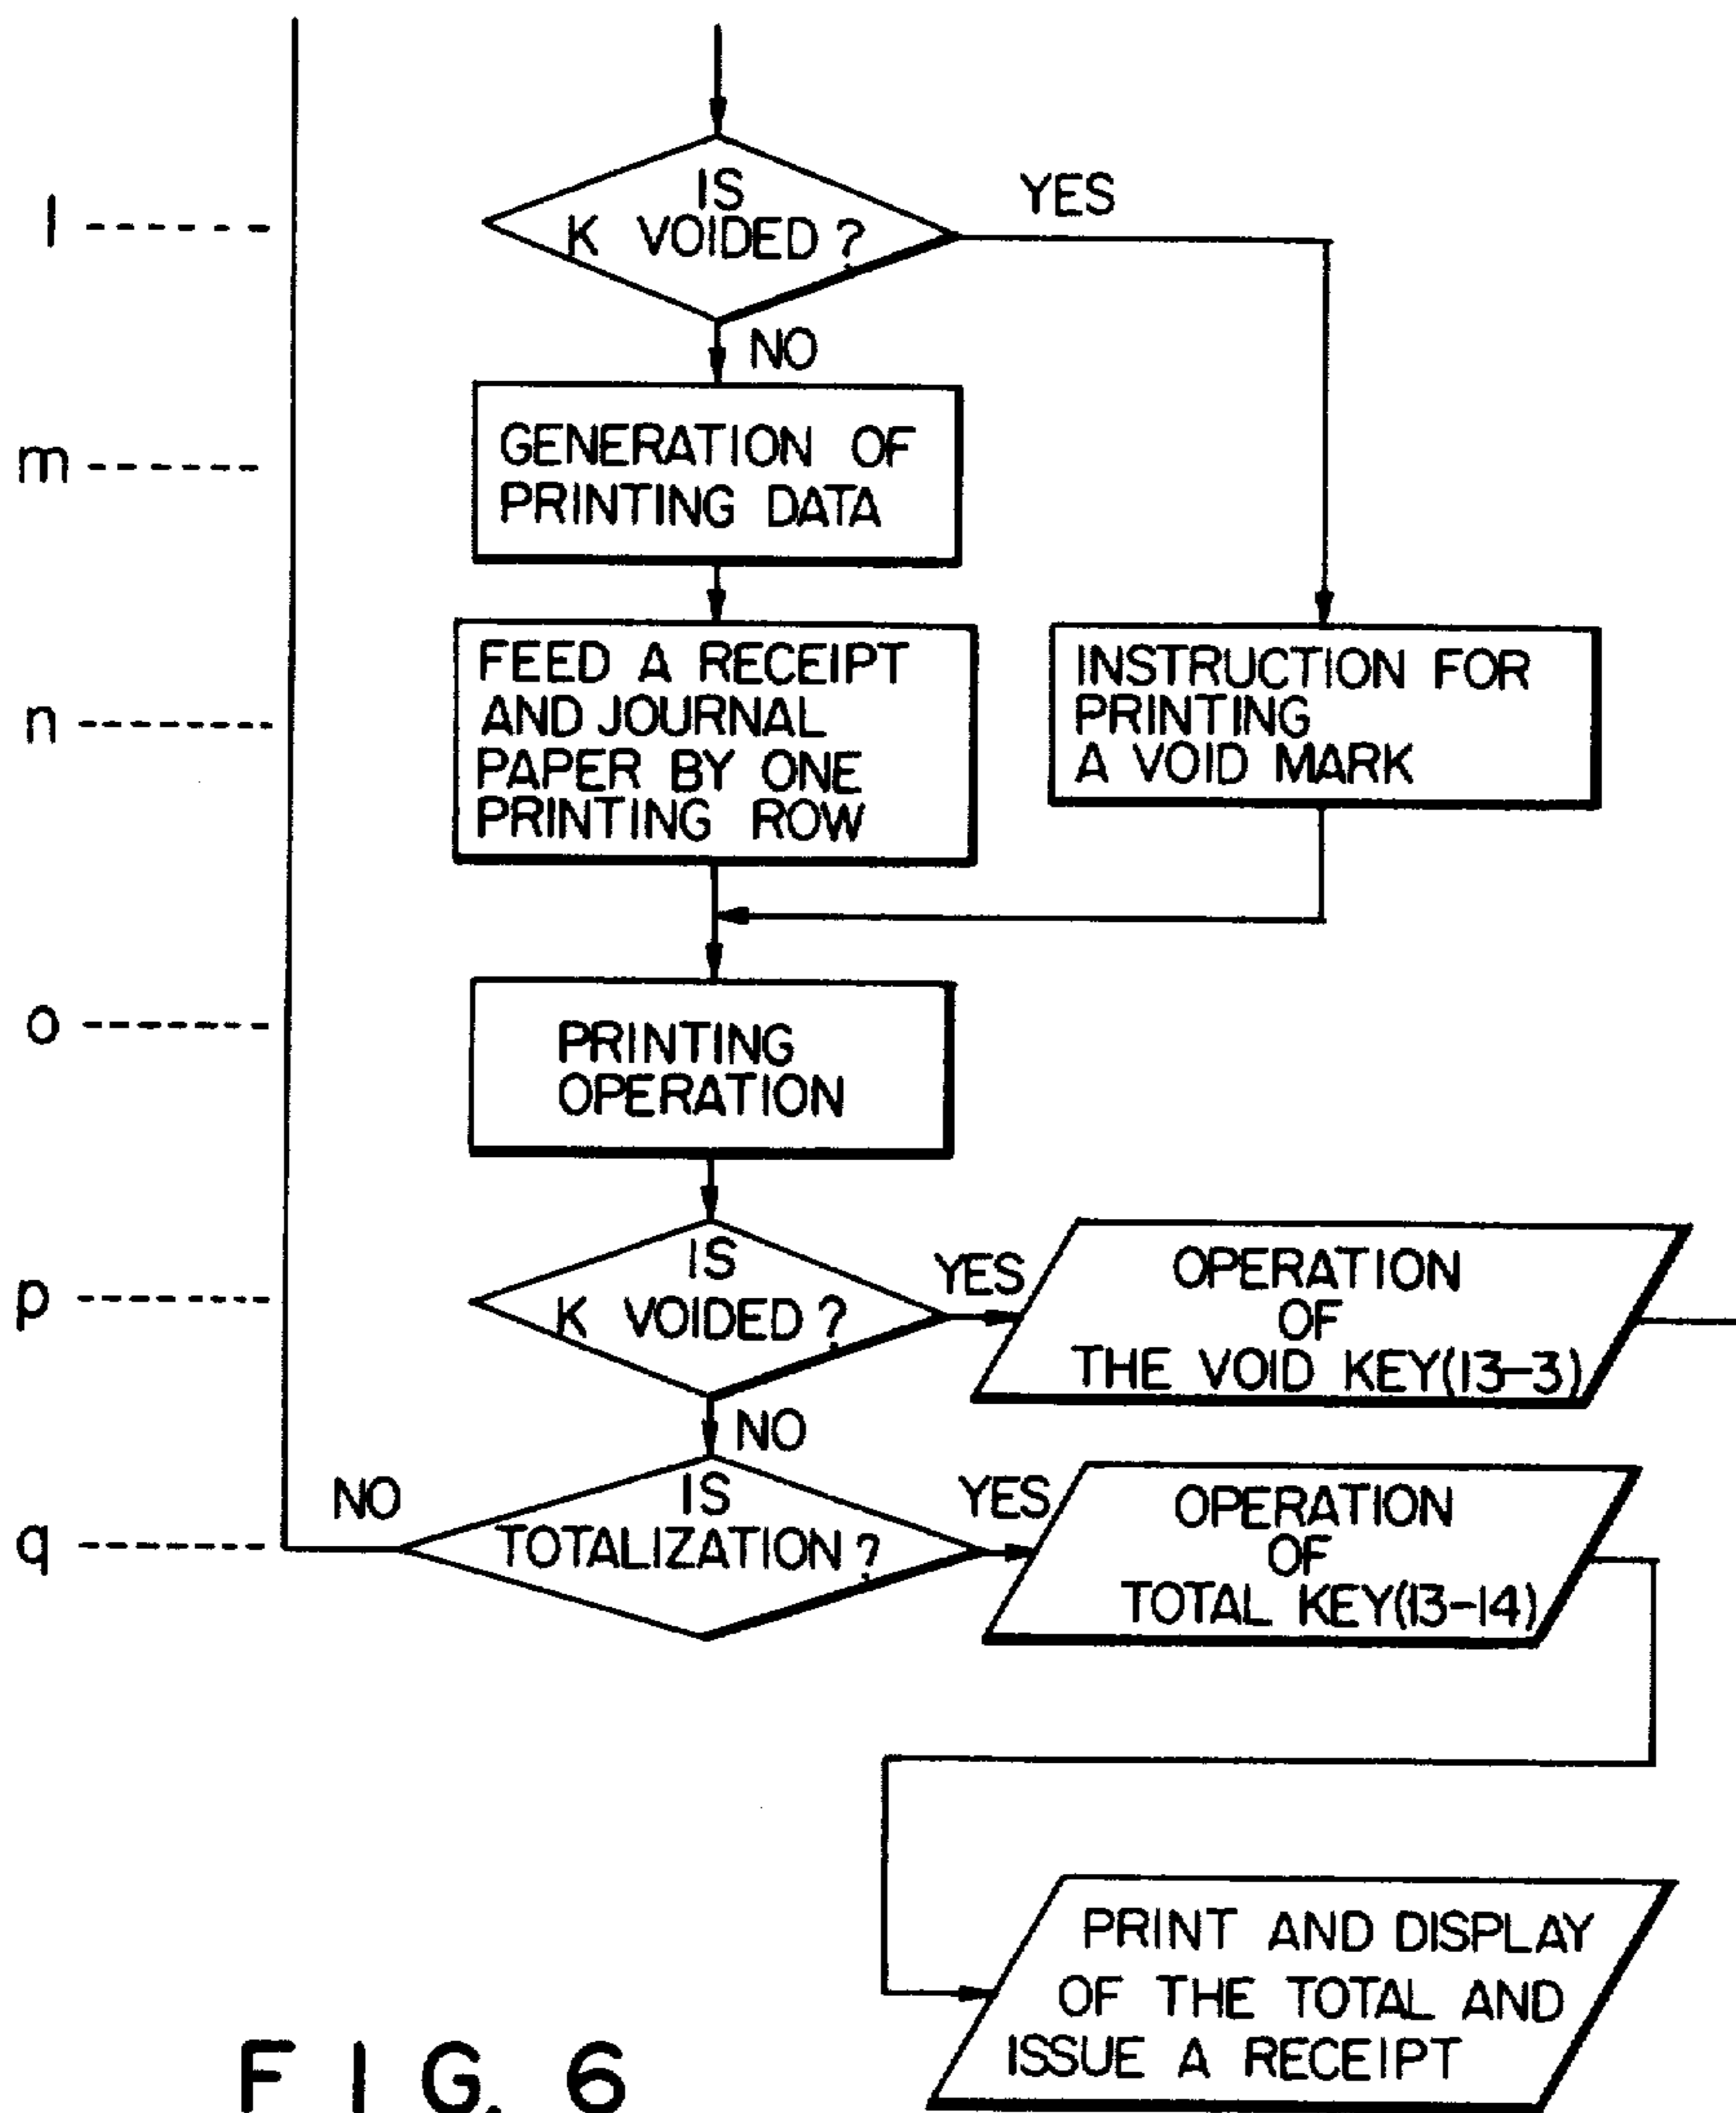 l
IS
K VOIDED ?
YES
NO
m
GENERATION OF
PRINTING DATA
n
FEED A RECEIPT
AND JOURNAL
PAPER BY ONE
PRINTING ROW
INSTRUCTION FOR
PRINTING
A VOID MARK
o
PRINTING
OPERATION
p
IS
K VOIDED ?
YES
OPERATION
OF
THE VOID KEY(13-3)
NO
q
NO
IS
TOTALIZATION ?
YES
OPERATION
OF
TOTAL KEY(13-14)
PRINT AND DISPLAY
OF THE TOTAL AND
ISSUE A RECEIPT
FIG. 6